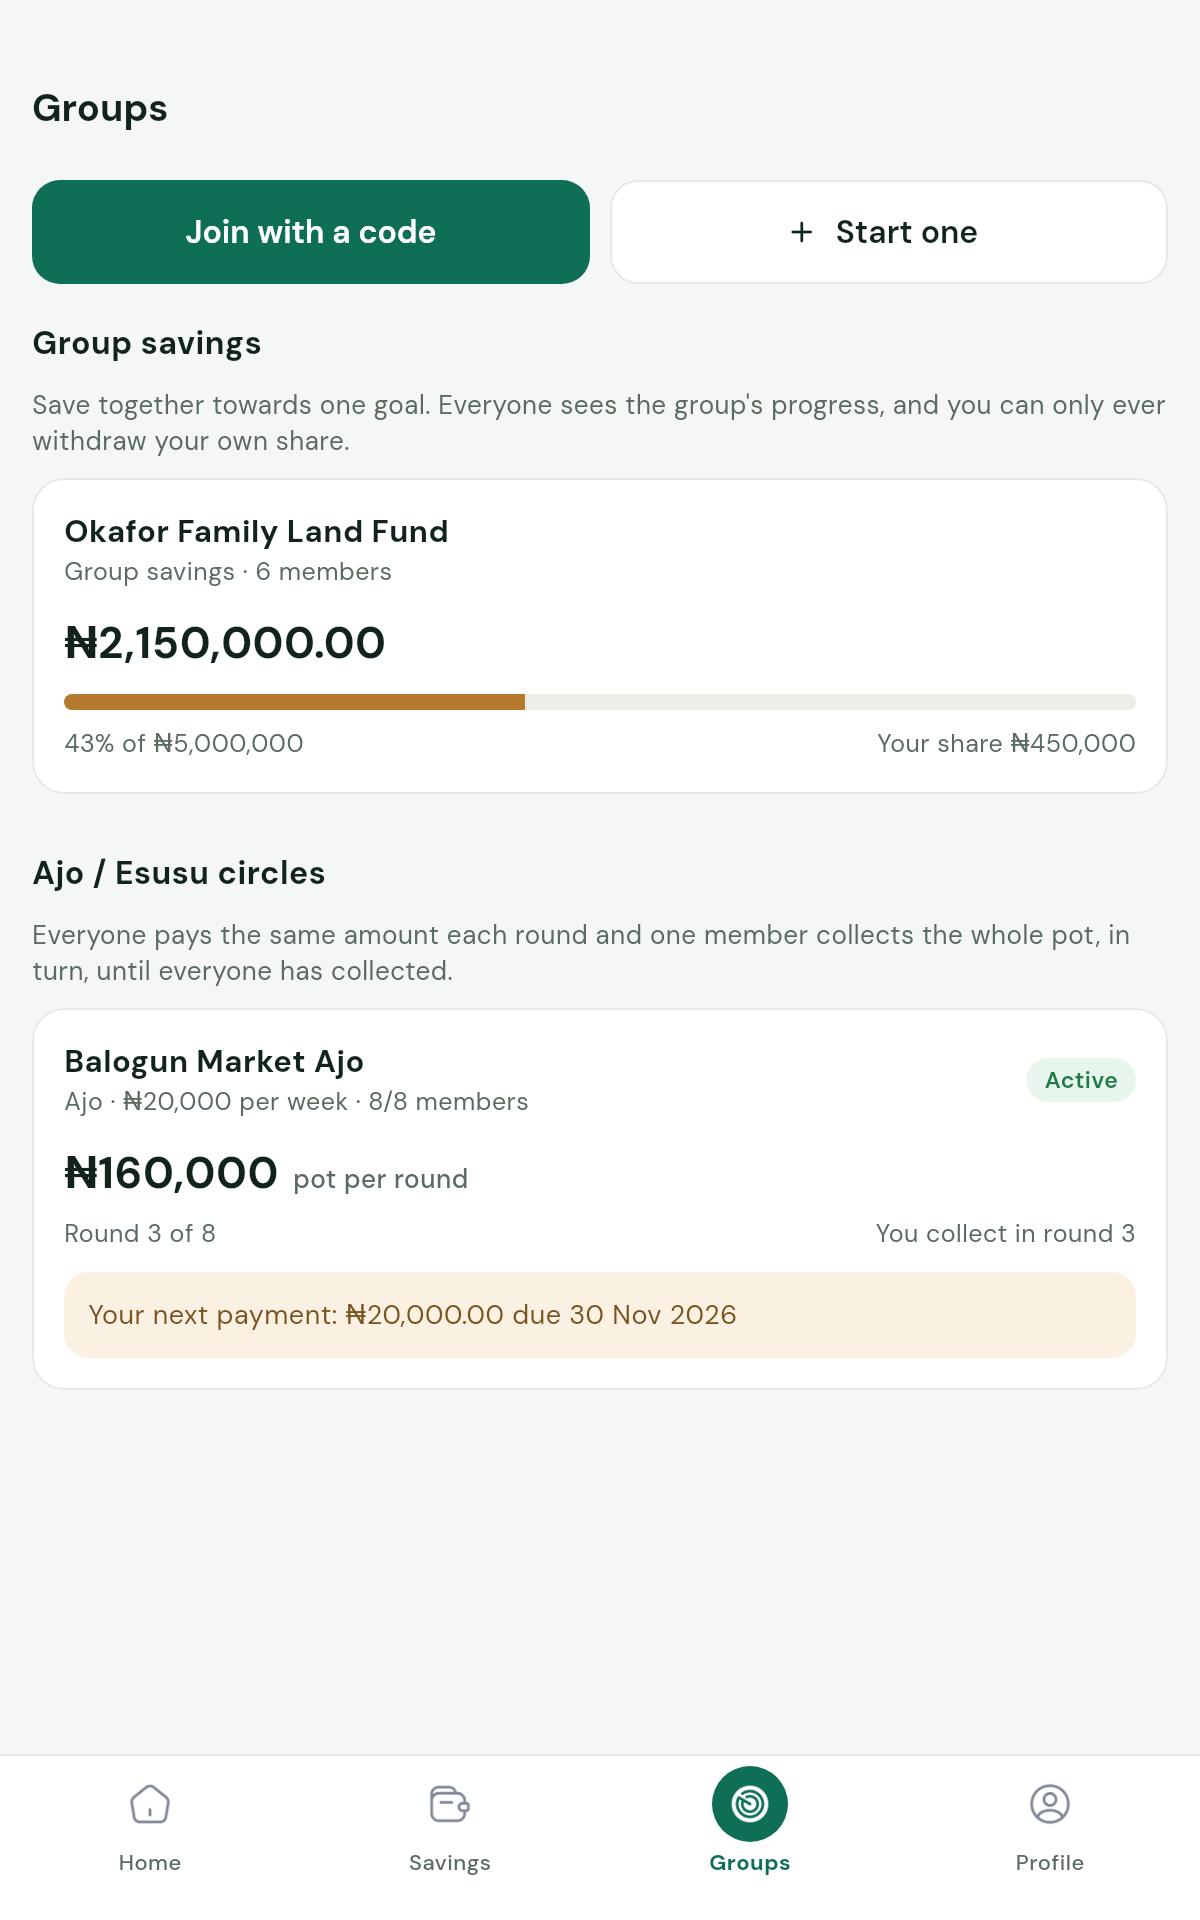 Groups
Join with a code
+ Start one
Group savings
Save together towards one goal. Everyone sees the group's progress, and you can only ever
withdraw your own share.
Okafor Family Land Fund
Group savings · 6 members
₦2,150,000.00
43% of ₦5,000,000
Your share ₦450,000
Ajo / Esusu circles
Everyone pays the same amount each round and one member collects the whole pot, in
turn, until everyone has collected.
Balogun Market Ajo
Active
Ajo · ₦20,000 per week · 8/8 members
₦160,000 pot per round
Round 3 of 8
You collect in round 3
Your next payment: ₦20,000.00 due 30 Nov 2026
Home
Savings
Groups
Profile